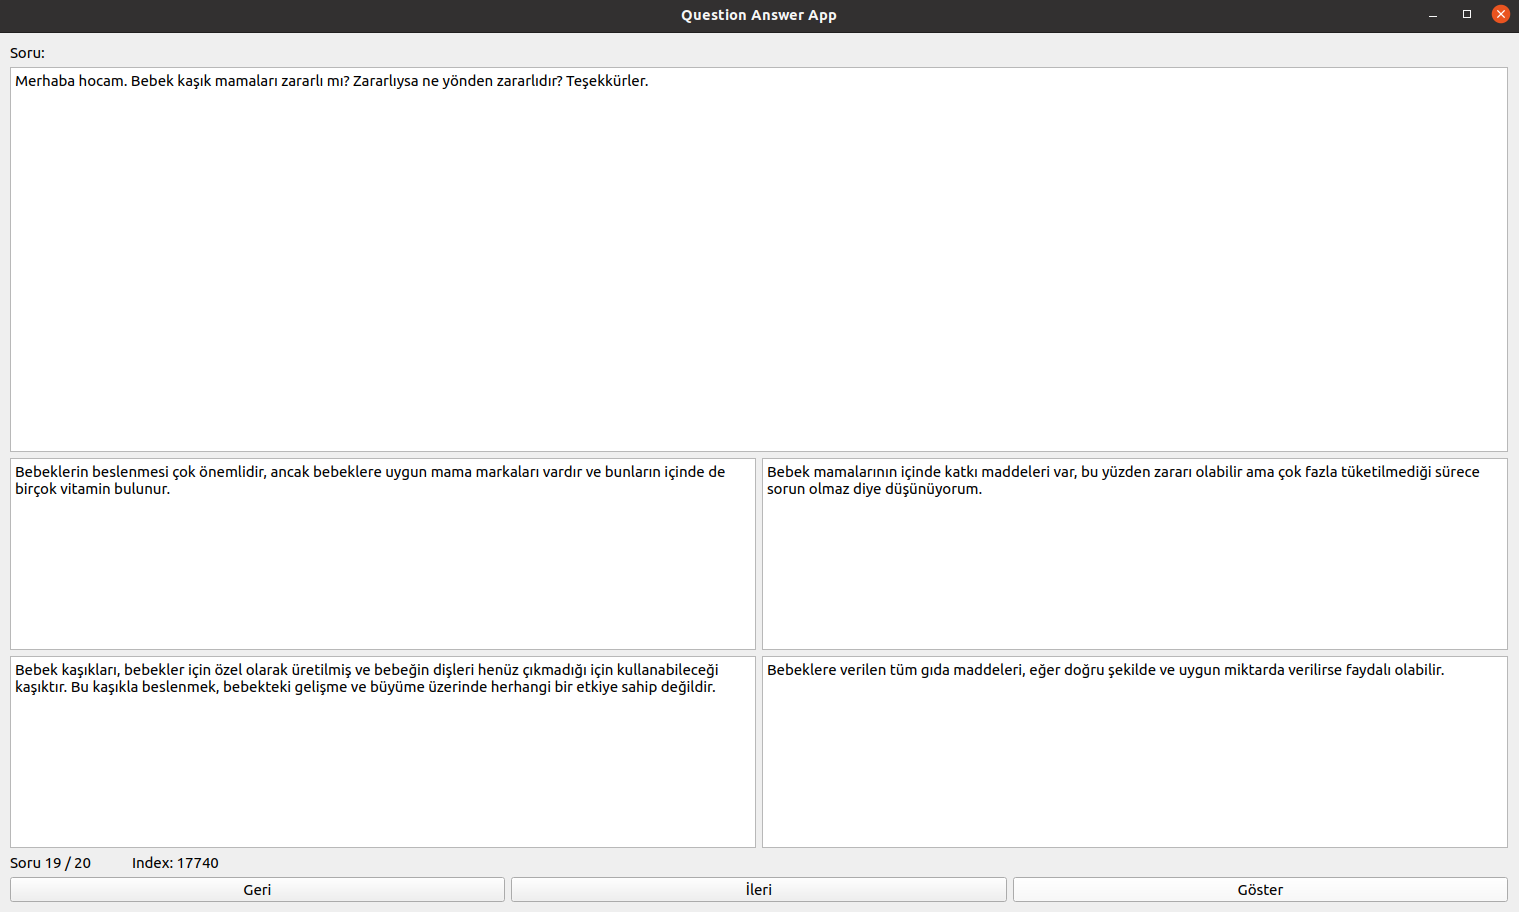 Question Answer App
Soru:
Merhaba hocam. Bebek kaşık mamaları zararlı mı? Zararlıysa ne yönden zararlıdır? Teşekkürler.
Bebeklerin beslenmesi çok önemlidir, ancak bebeklere uygun mama markaları vardır ve bunların içinde de
birçok vitamin bulunur.
Bebek mamalarının içinde katkı maddeleri var, bu yüzden zararı olabilir ama çok fazla tüketilmediği sürece
sorun olmaz diye düşünüyorum.
Bebek kaşıkları, bebekler için özel olarak üretilmiş ve bebeğin dişleri henüz çıkmadığı için kullanabileceği
kaşıktır. Bu kaşıkla beslenmek, bebekteki gelişme ve büyüme üzerinde herhangi bir etkiye sahip değildir.
Bebeklere verilen tüm gıda maddeleri, eğer doğru şekilde ve uygun miktarda verilirse faydalı olabilir.
Soru 19 / 20 Index: 17740
Geri İleri Göster